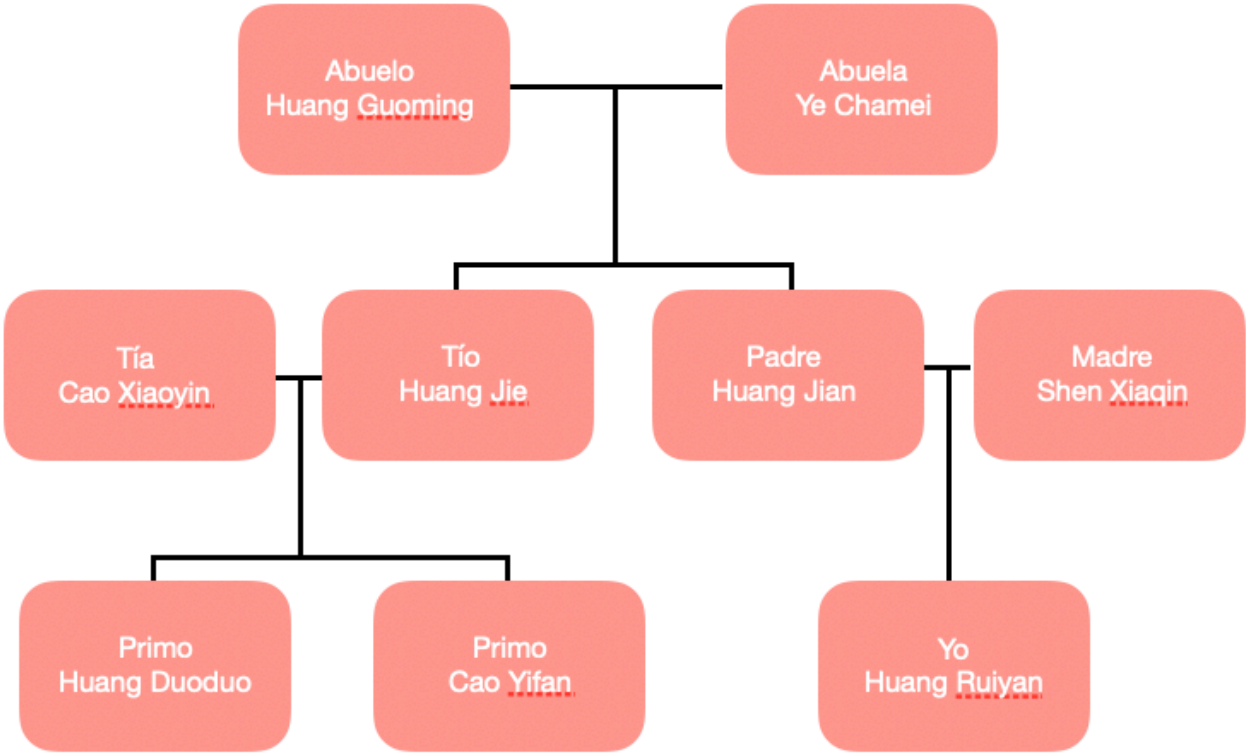 Abuelo
Huang Guoming
Abuela
Ye Chamei
Tía
Cao Xiaoyin
Tío
Huang Jie
Padre
Huang Jian
Madre
Shen Xiaqin
Primo
Huang Duoduo
Primo
Cao Yifan
Yo
Huang Ruiyan